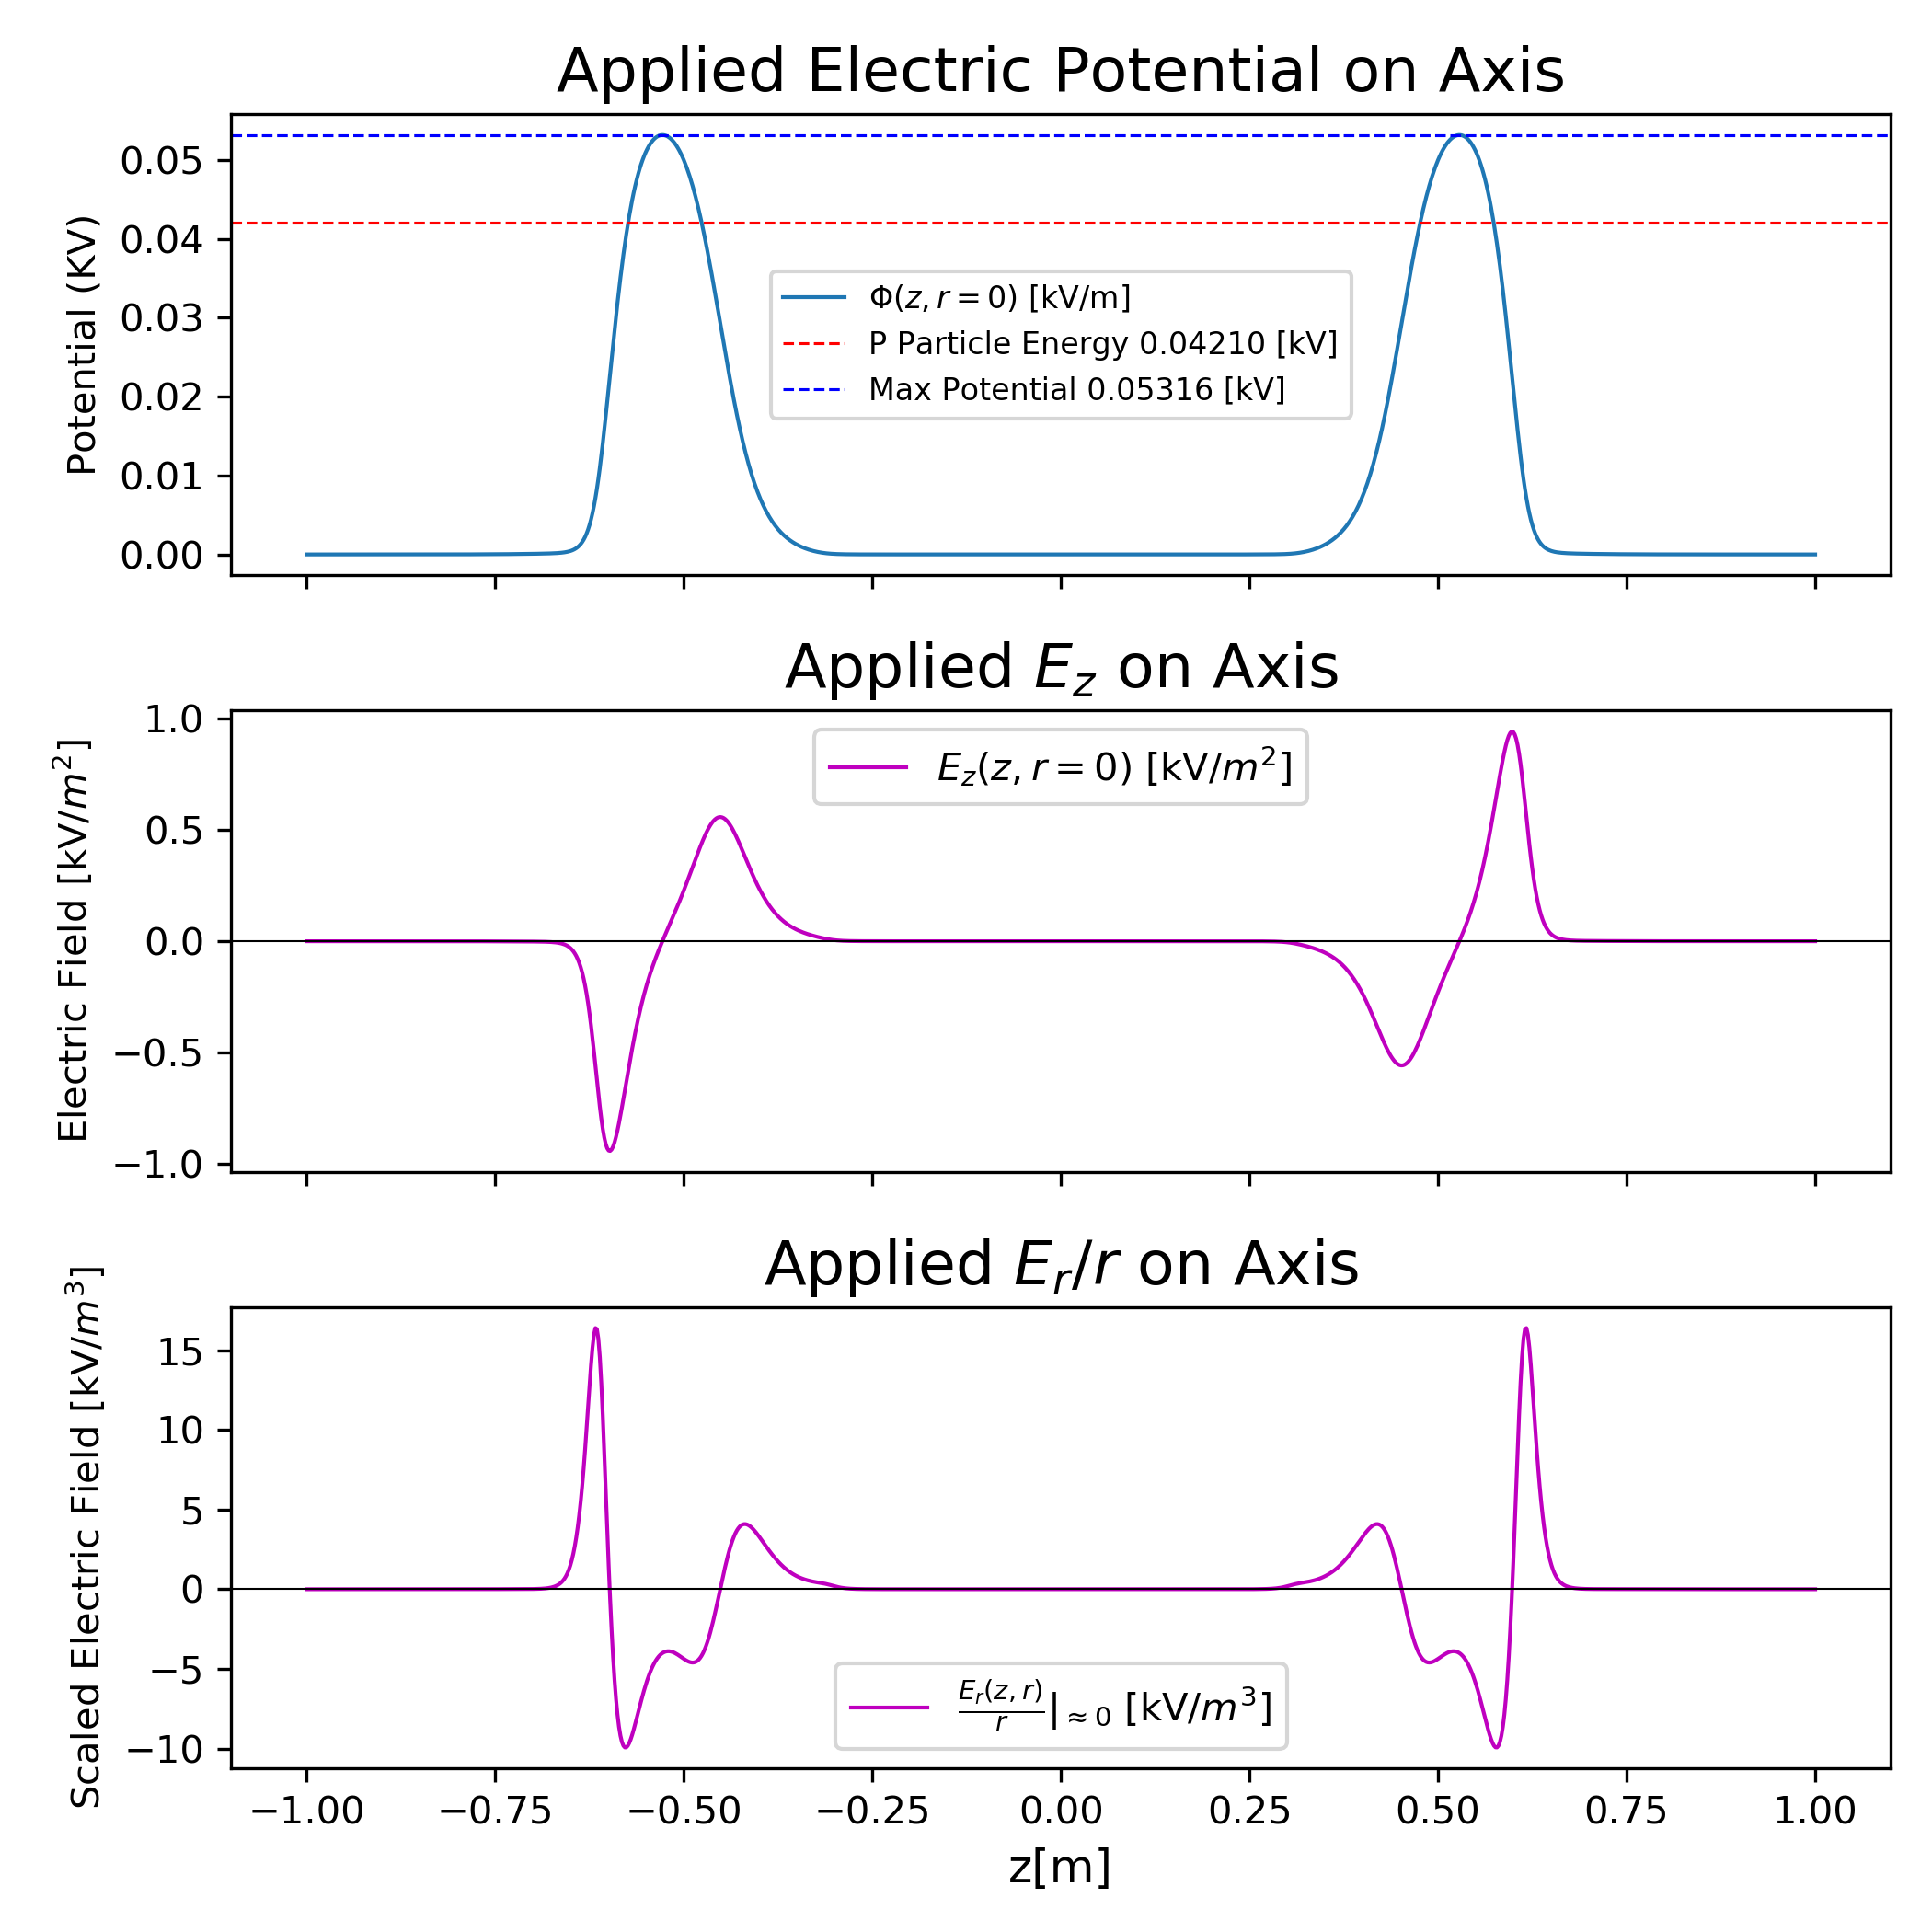 Applied Electric Potential on Axis
Potential (KV)
0.05
0.04
0.03
0.02
0.01
0.00
Φ(z, r = 0) [kV/m]
P Particle Energy 0.04210 [kV]
Max Potential 0.05316 [kV]
Applied E_z on Axis
Electric Field [kV/m²]
1.0
0.5
0.0
−0.5
−1.0
E_z(z, r = 0) [kV/m²]
Applied E_r/r on Axis
Scaled Electric Field [kV/m³]
15
10
5
0
−5
−10
E_r(z, r)/r |≈0 [kV/m³]
−1.00 −0.75 −0.50 −0.25 0.00 0.25 0.50 0.75 1.00
z[m]